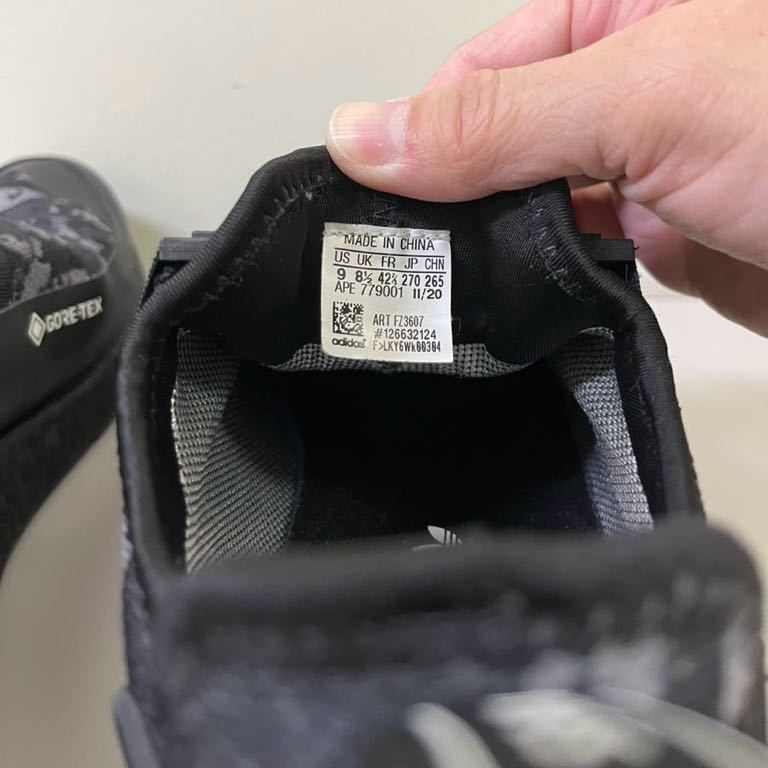 MADE IN CHINA
US UK FR JP CHN
9 8½ 42⅔ 270 265
APE 779001 11/20
ART FZ3607
#126632124
adidas F>LKY6Wk00304
GORE-TEX